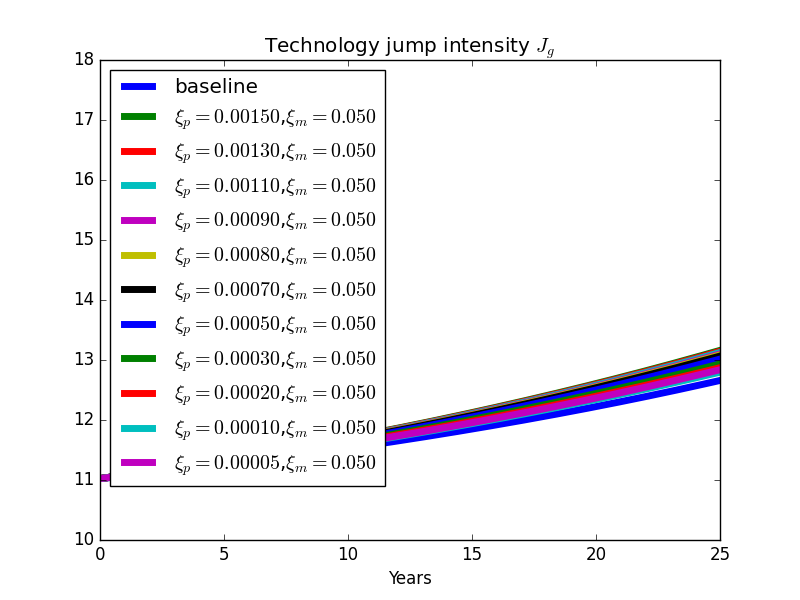 Technology jump intensity J_g
18
17
16
15
14
13
12
11
10
baseline
ξ_p = 0.00150,ξ_m = 0.050
ξ_p = 0.00130,ξ_m = 0.050
ξ_p = 0.00110,ξ_m = 0.050
ξ_p = 0.00090,ξ_m = 0.050
ξ_p = 0.00080,ξ_m = 0.050
ξ_p = 0.00070,ξ_m = 0.050
ξ_p = 0.00050,ξ_m = 0.050
ξ_p = 0.00030,ξ_m = 0.050
ξ_p = 0.00020,ξ_m = 0.050
ξ_p = 0.00010,ξ_m = 0.050
ξ_p = 0.00005,ξ_m = 0.050
0 5 10 15 20 25
Years